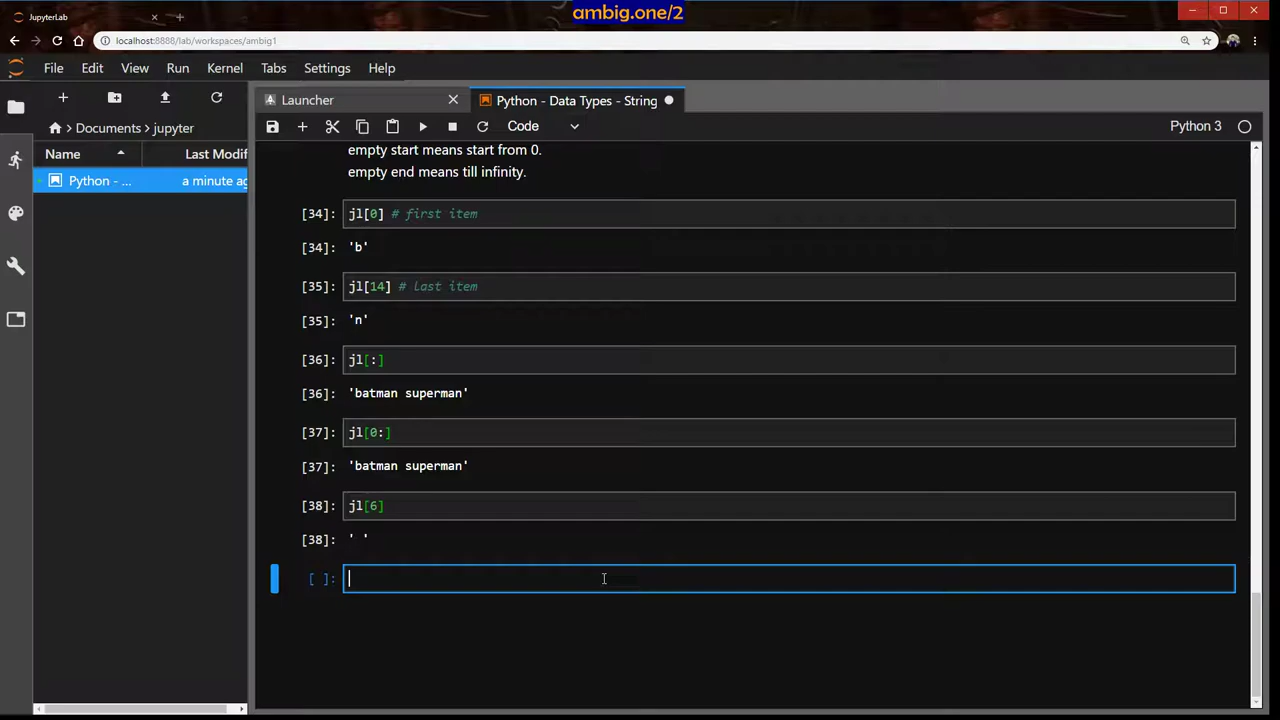 ambig.one/2
JupyterLab
localhost:8888/lab/workspaces/ambig1
File Edit View Run Kernel Tabs Settings Help
Launcher
Python - Data Types - String
Code
Python 3
Documents > jupyter
Name Last Modif
Python - ... a minute ag
empty start means start from 0.
empty end means till infinity.
[34]: jl[0] # first item
[34]: 'b'
[35]: jl[14] # last item
[35]: 'n'
[36]: jl[:]
[36]: 'batman superman'
[37]: jl[0:]
[37]: 'batman superman'
[38]: jl[6]
[38]: ' '
[ ]: